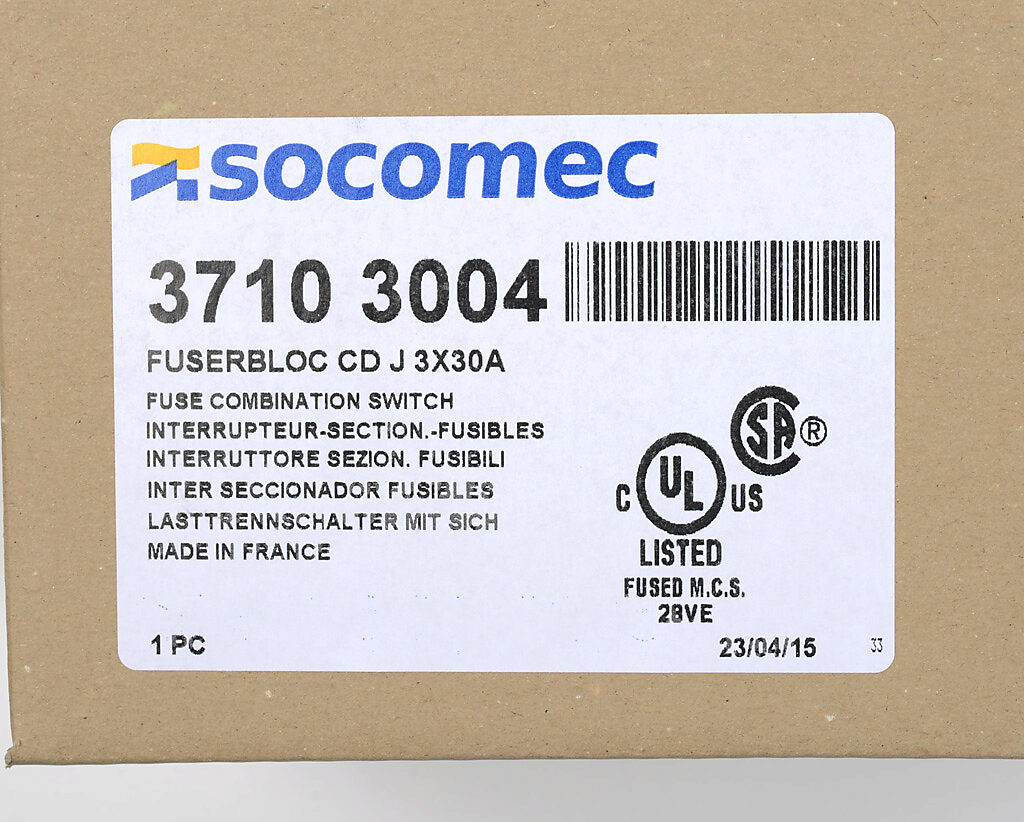 socomec
3710 3004
FUSERBLOC CD J 3X30A
FUSE COMBINATION SWITCH
INTERRUPTEUR-SECTION.-FUSIBLES
INTERRUTTORE SEZION. FUSIBILI
INTER SECCIONADOR FUSIBLES
LASTTRENNSCHALTER MIT SICH
MADE IN FRANCE
SA ®
C UL US
LISTED
FUSED M.C.S.
28VE
1 PC
23/04/15
33